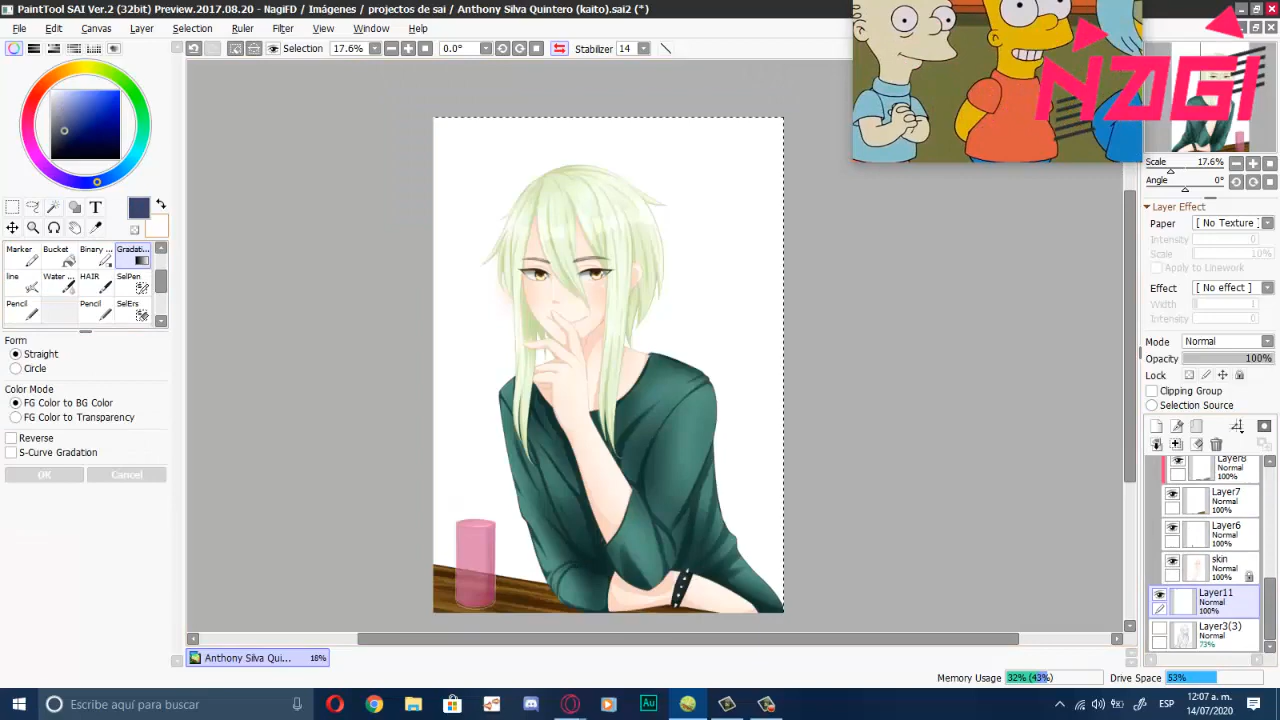 PaintTool SAI Ver.2 (32bit) Preview.2017.08.20 - NagiFD / Imágenes / projectos de sai / Anthony Silva Quintero (kaito).sai2 (*)
File Edit Canvas Layer Selection Ruler Filter View Window Help
Selection 17.6% 0.0° Stabilizer 14
NAGI
Scale 17.6%
Angle 0°
Layer Effect
Paper [ No Texture ]
Intensity 0
Scale 10%
Apply to Linework
Effect [ No effect ]
Width 1
Intensity 0
Mode Normal
Opacity 100%
Lock
Clipping Group
Selection Source
T
Marker Bucket Binary ... Gradati...
line Water ... HAIR SelPen
Pencil Pencil SelErs
Form
Straight
Circle
Color Mode
FG Color to BG Color
FG Color to Transparency
Reverse
S-Curve Gradation
OK Cancel
Layer8
Normal
100%
Layer7
Normal
100%
Layer6
Normal
100%
skin
Normal
100%
Layer11
Normal
100%
Layer3(3)
Normal
73%
Anthony Silva Qui... 18%
Memory Usage 32% (43%) Drive Space 53%
Escribe aquí para buscar
Au
ESP
12:07 a. m.
14/07/2020